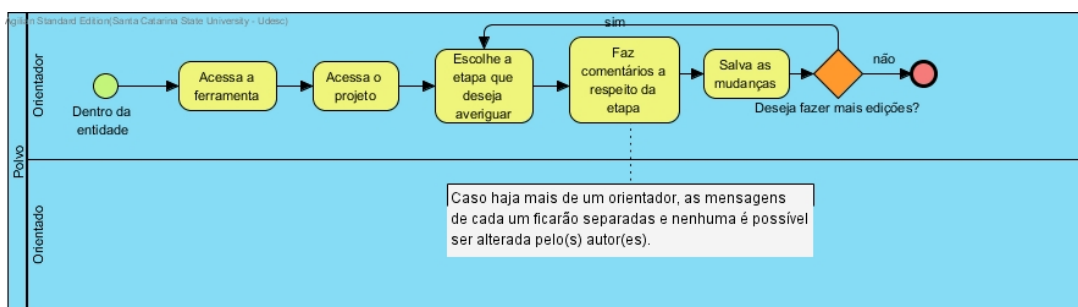 Agilian Standard Edition(Santa Catarina State University - Udesc)
Polvo
Orientador
Dentro da
entidade
Acessa a
ferramenta
Acessa o
projeto
Escolhe a
etapa que
deseja
averiguar
Faz
comentários a
respeito da
etapa
Salva as
mudanças
sim
não
Deseja fazer mais edições?
Orientado
Caso haja mais de um orientador, as mensagens
de cada um ficarão separadas e nenhuma é possível
ser alterada pelo(s) autor(es).